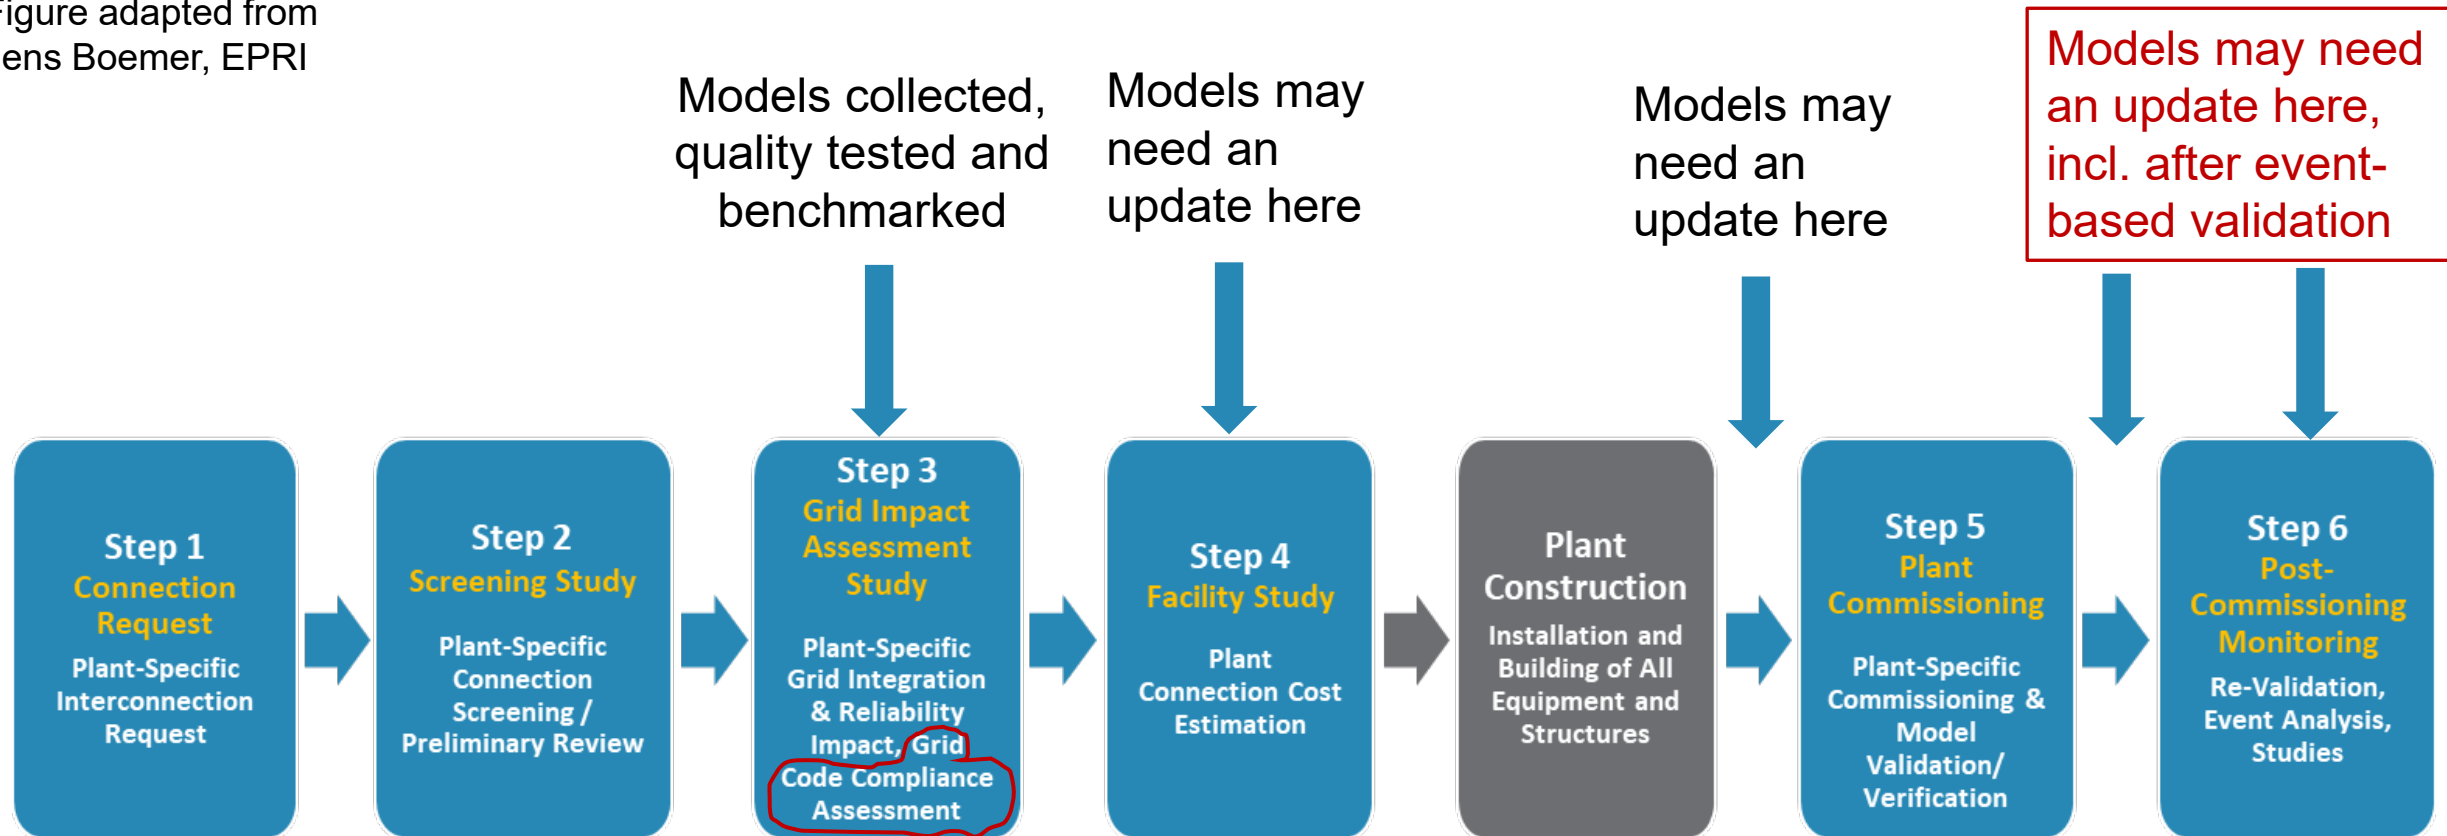 Figure adapted from
ens Boemer, EPRI
Models collected,
quality tested and
benchmarked
Models may
need an
update here
Models may
need an
update here
Models may need
an update here,
incl. after event-
based validation
Step 1
Connection
Request
Plant-Specific
Interconnection
Request
Step 2
Screening Study
Plant-Specific
Connection
Screening /
Preliminary Review
Step 3
Grid Impact
Assessment
Study
Plant-Specific
Grid Integration
& Reliability
Impact, Grid
Code Compliance
Assessment
Step 4
Facility Study
Plant
Connection Cost
Estimation
Plant
Construction
Installation and
Building of All
Equipment and
Structures
Step 5
Plant
Commissioning
Plant-Specific
Commissioning &
Model
Validation/
Verification
Step 6
Post-
Commissioning
Monitoring
Re-Validation,
Event Analysis,
Studies